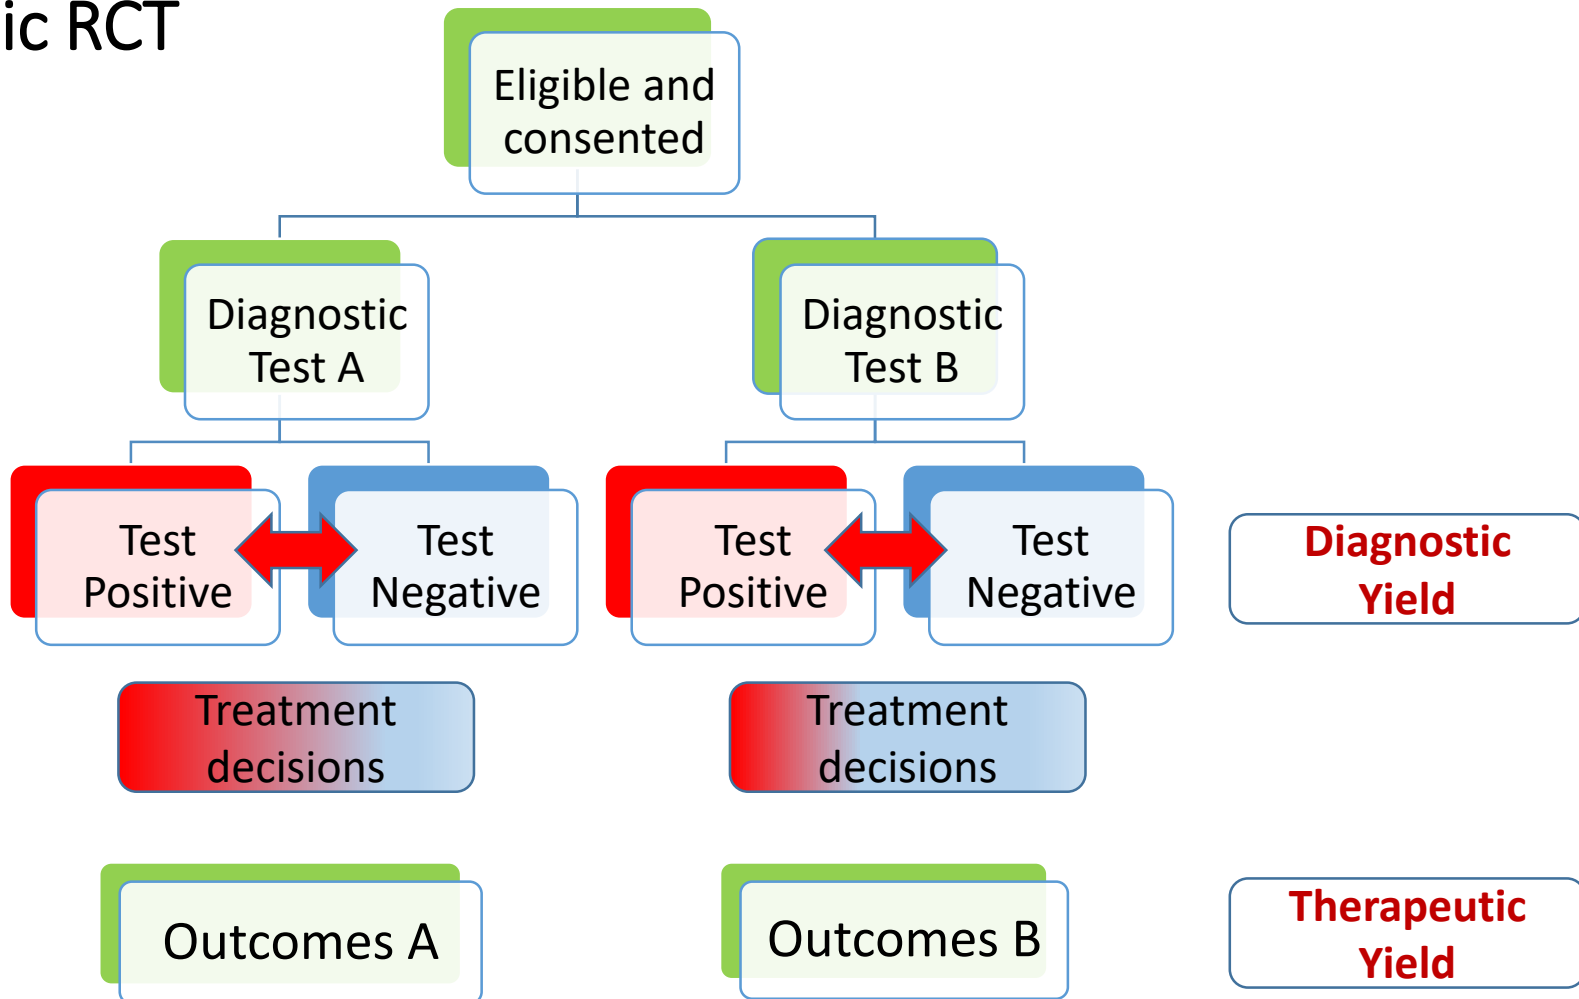 ic RCT
Eligible and
consented
Diagnostic
Test A
Diagnostic
Test B
Test
Positive
Test
Negative
Test
Positive
Test
Negative
Diagnostic
Yield
Treatment
decisions
Treatment
decisions
Outcomes A
Outcomes B
Therapeutic
Yield